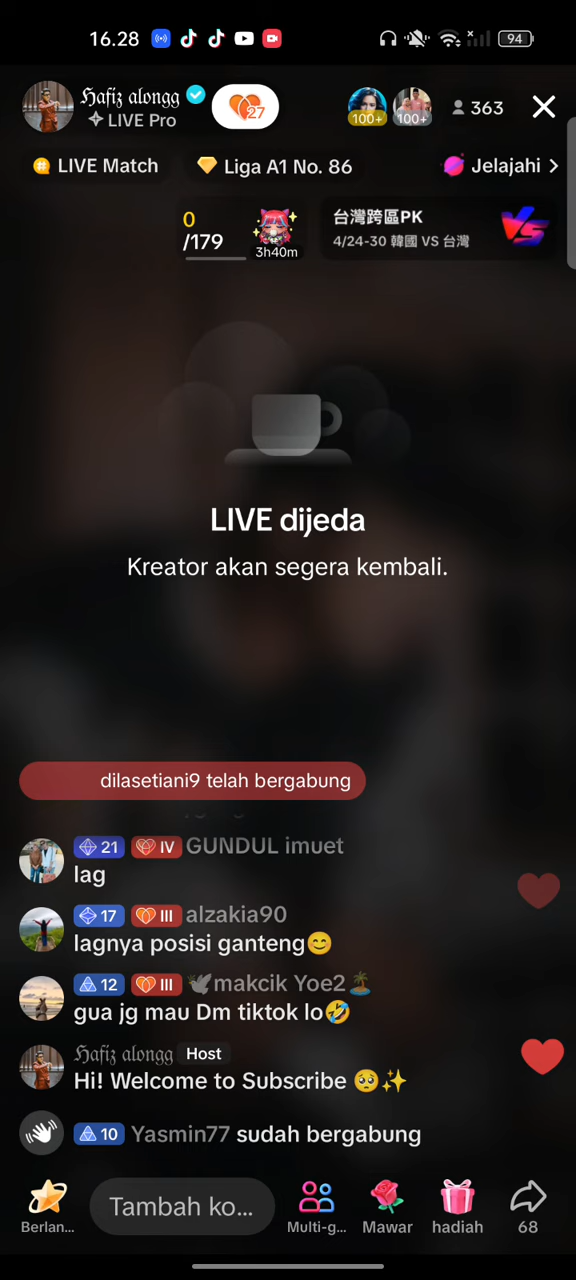 16.28
94
Hafiz alongg
LIVE Pro
27
100+
100+
363
LIVE Match
Liga A1 No. 86
Jelajahi
0
/179
3h40m
台灣跨區PK
4/24-30 韓國 VS 台灣
VS
LIVE dijeda
Kreator akan segera kembali.
dilasetiani9 telah bergabung
21 IV GUNDUL imuet
lag
17 III alzakia90
lagnya posisi ganteng😊
12 III 🕊️makcik Yoe2🏝️
gua jg mau Dm tiktok lo🤣
Hafiz alongg Host
Hi! Welcome to Subscribe 🥺✨
10 Yasmin77 sudah bergabung
Berlan...
Tambah ko...
Multi-g...
Mawar
hadiah
68